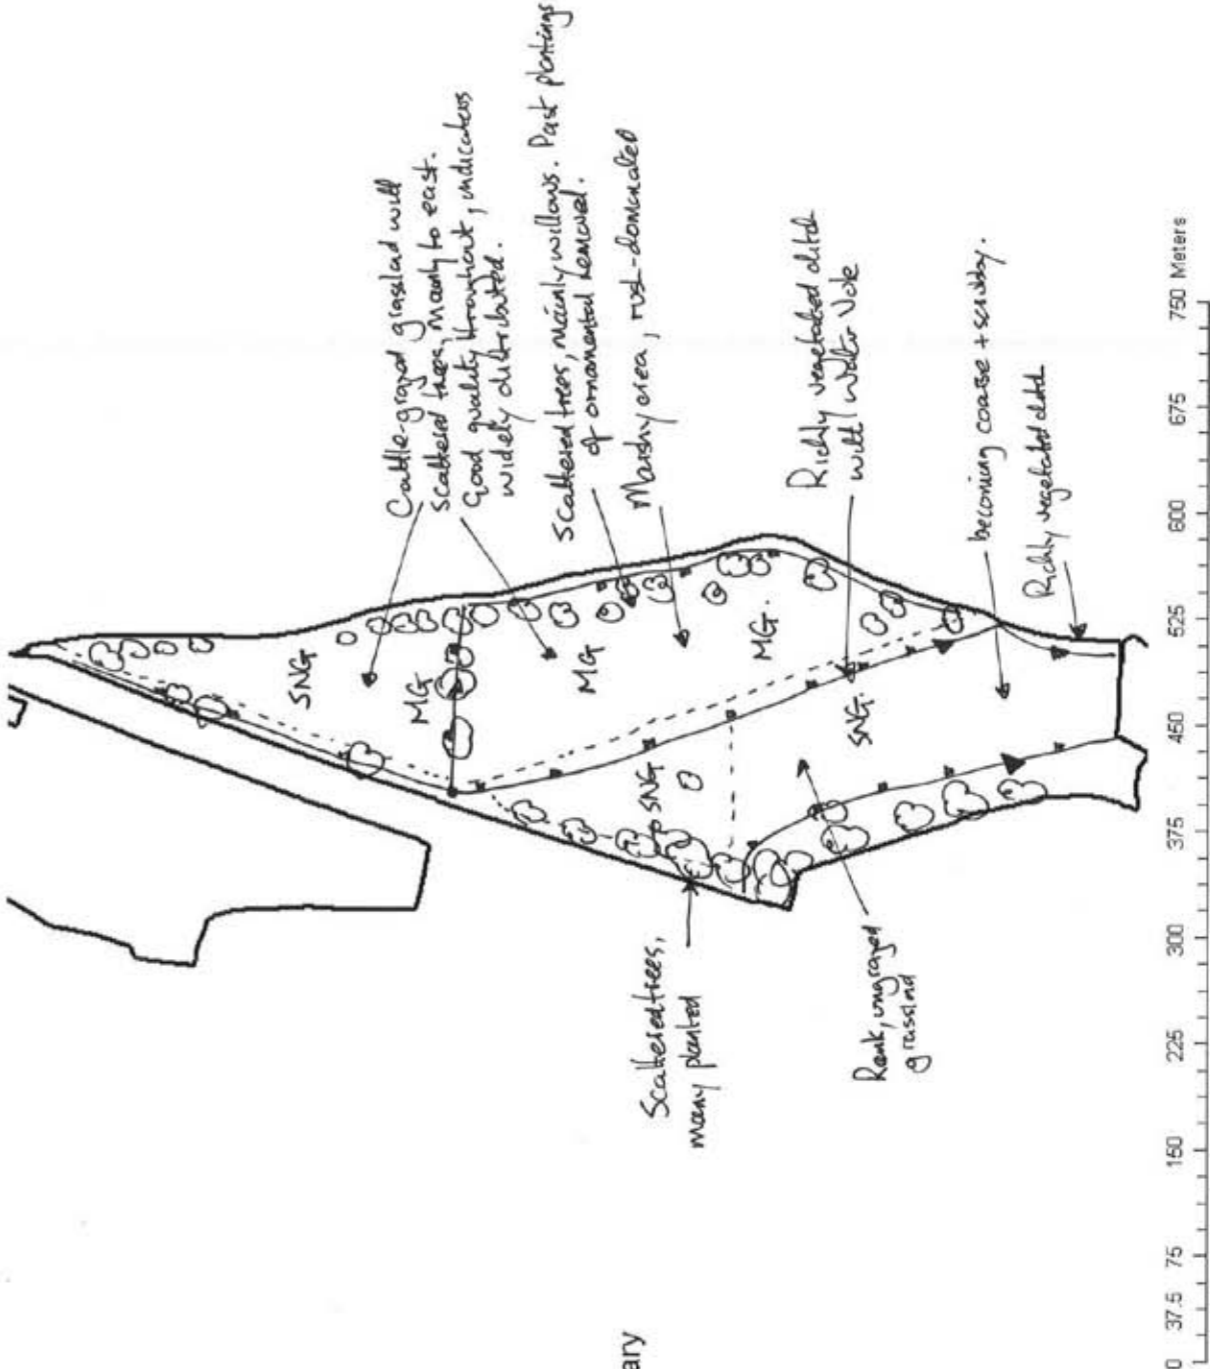 Cattle-grazed grassland with
scattered trees, mainly to east.
Good quality throughout, indicators
widely distributed.
Scattered trees, mainly willows. Past plantings
of ornamental removed.
Marshy area, rush-dominated
SNG
MG
MG
MG.
Richly vegetated ditch
with Water Vole
SNG
SNG.
becoming coarse + scrubby.
Richly vegetated ditch
Scattered trees,
many planted
Rank, ungrazed
grassland
ary
0 37.5 75 150 225 300 375 450 525 600 675 750 Meters